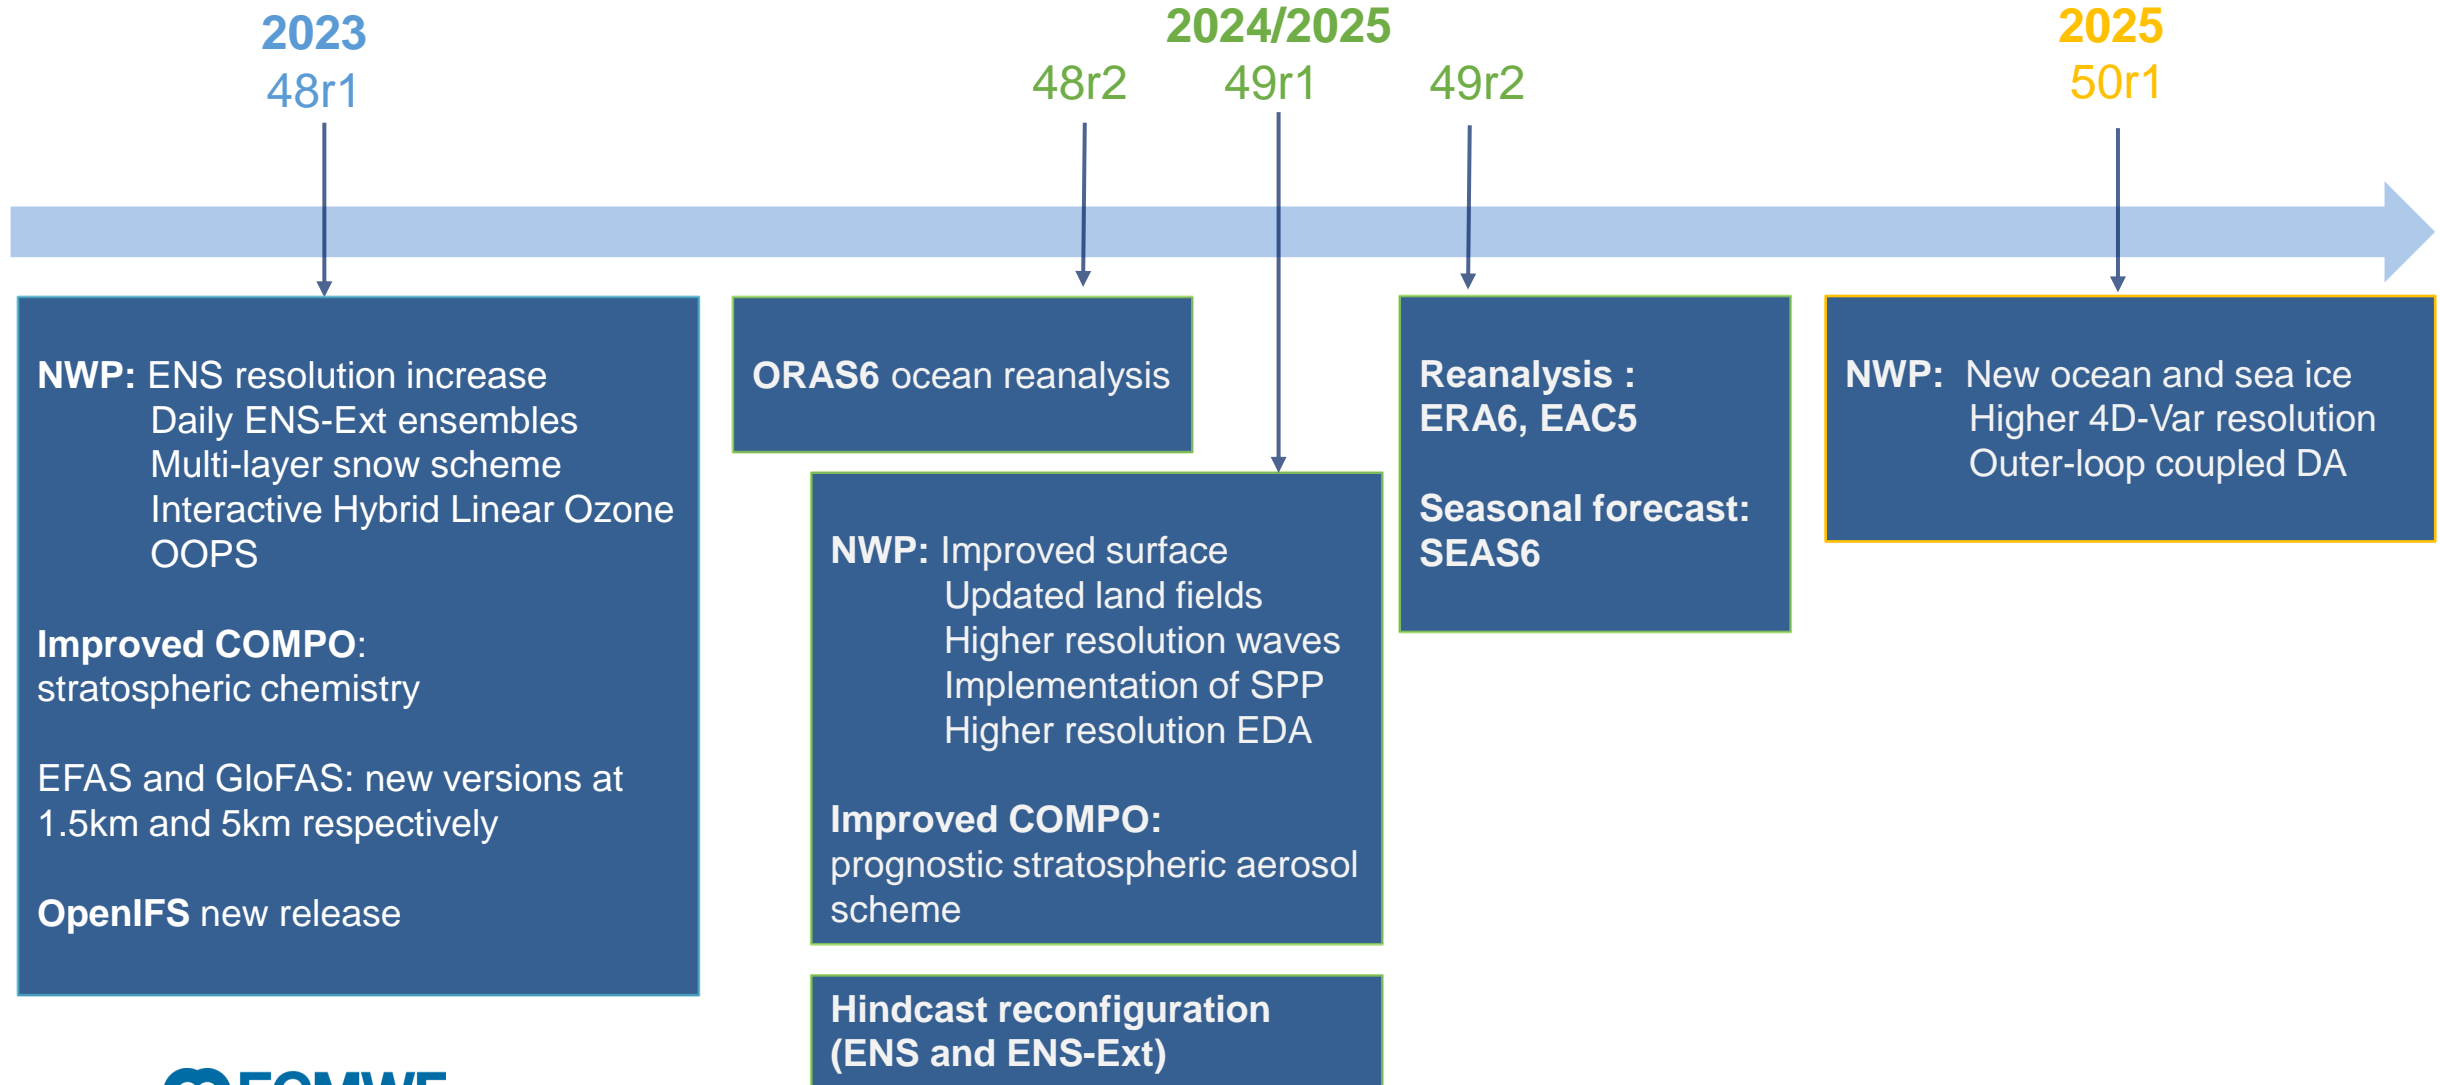 2023
48r1
2024/2025
48r2
49r1
49r2
2025
50r1
NWP: ENS resolution increase
Daily ENS-Ext ensembles
Multi-layer snow scheme
Interactive Hybrid Linear Ozone
OOPS
Improved COMPO:
stratospheric chemistry
EFAS and GloFAS: new versions at
1.5km and 5km respectively
OpenIFS new release
ORAS6 ocean reanalysis
NWP: Improved surface
Updated land fields
Higher resolution waves
Implementation of SPP
Higher resolution EDA
Improved COMPO:
prognostic stratospheric aerosol
scheme
Hindcast reconfiguration
(ENS and ENS-Ext)
Reanalysis :
ERA6, EAC5
Seasonal forecast:
SEAS6
NWP: New ocean and sea ice
Higher 4D-Var resolution
Outer-loop coupled DA
ECMWF